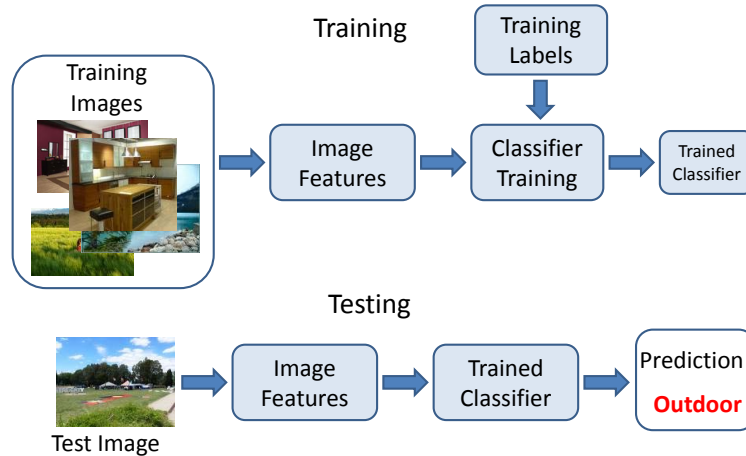 Training
Training
Labels
Training
Images
Image
Features
Classifier
Training
Trained
Classifier
Testing
Image
Features
Trained
Classifier
Prediction
Outdoor
Test Image